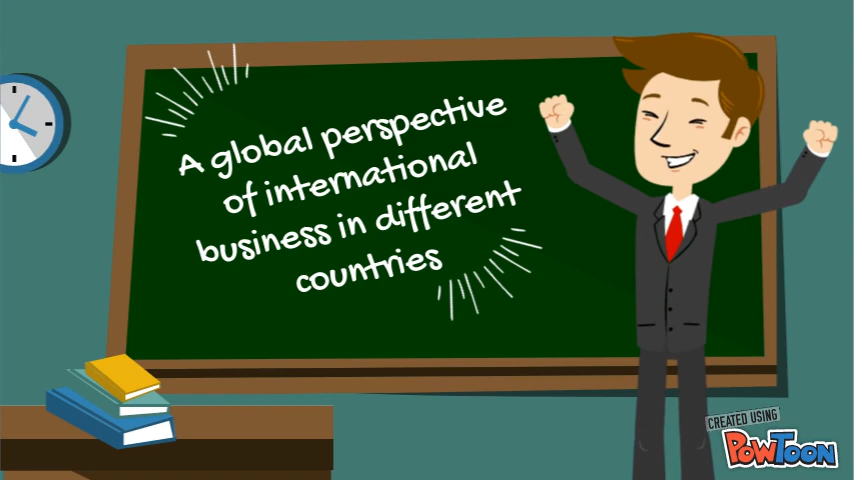 A global perspective
of international
business in different
countries
CREATED USING
POWTOON